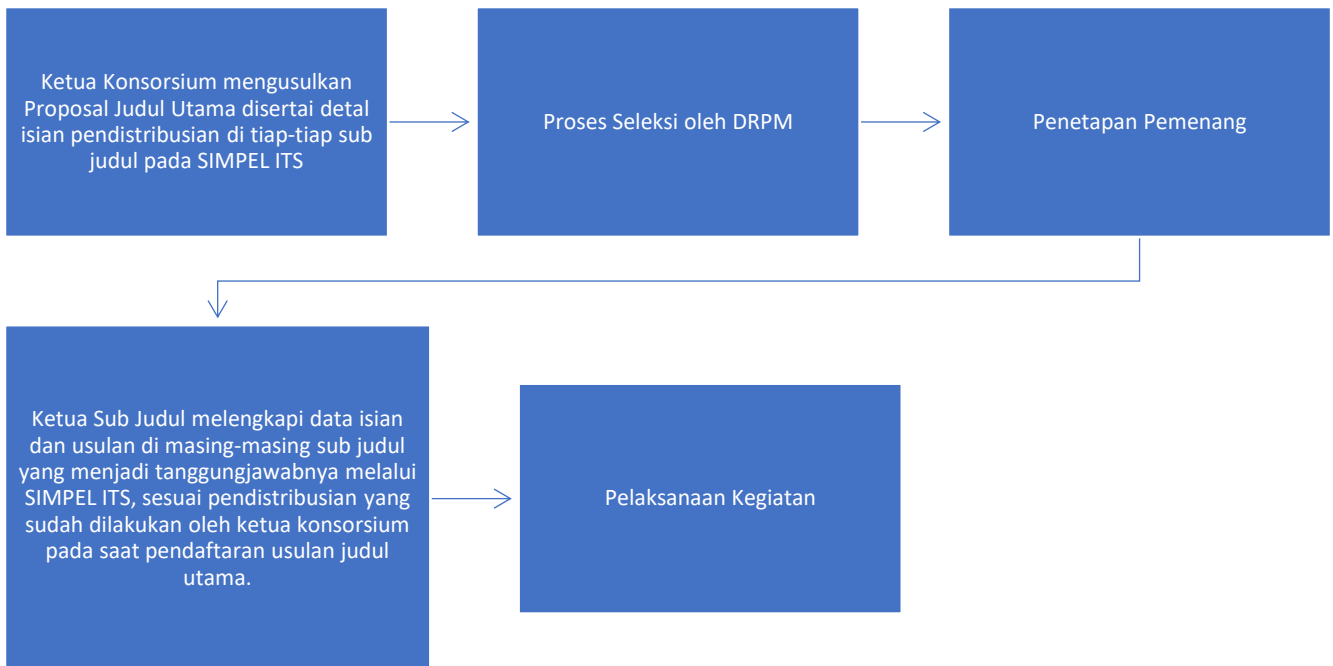 Ketua Konsorsium mengusulkan
Proposal Judul Utama disertai detal
isian pendistribusian di tiap-tiap sub
judul pada SIMPEL ITS
Proses Seleksi oleh DRPM
Penetapan Pemenang
Ketua Sub Judul melengkapi data isian
dan usulan di masing-masing sub judul
yang menjadi tanggungjawabnya melalui
SIMPEL ITS, sesuai pendistribusian yang
sudah dilakukan oleh ketua konsorsium
pada saat pendaftaran usulan judul
utama.
Pelaksanaan Kegiatan